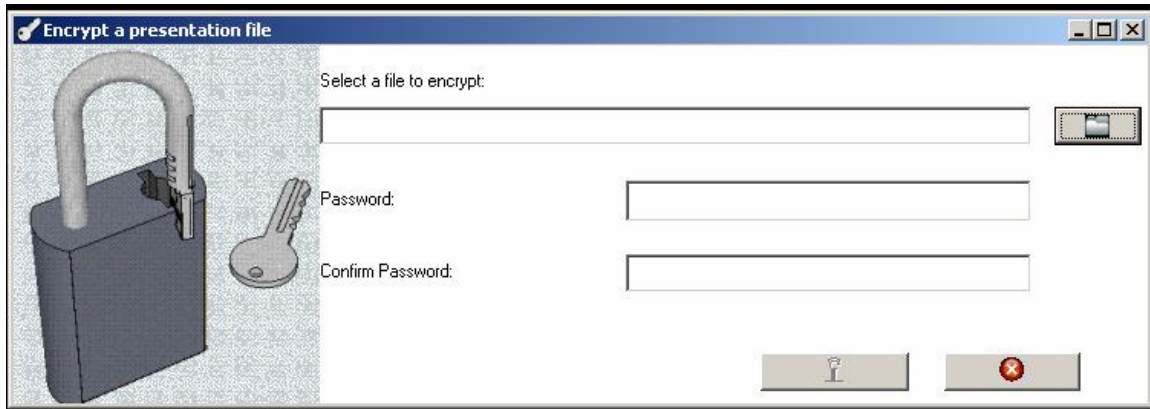 Encrypt a presentation file
Select a file to encrypt:
Password:
Confirm Password: